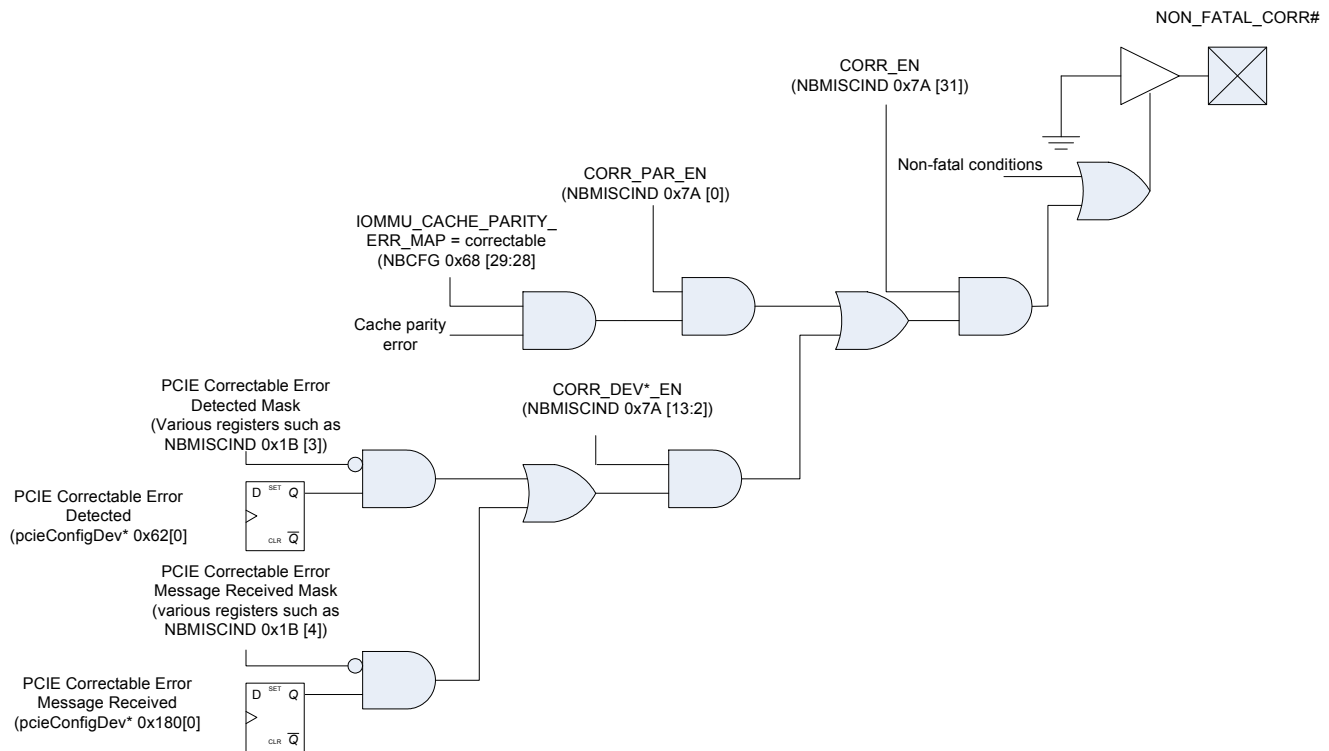 NON_FATAL_CORR#
CORR_EN
(NBMISCIND 0x7A [31])
Non-fatal conditions
CORR_PAR_EN
(NBMISCIND 0x7A [0])
IOMMU_CACHE_PARITY_
ERR_MAP = correctable
(NBCFG 0x68 [29:28]
Cache parity
error
PCIE Correctable Error
Detected Mask
(Various registers such as
NBMISCIND 0x1B [3])
CORR_DEV*_EN
(NBMISCIND 0x7A [13:2])
PCIE Correctable Error
Detected
(pcieConfigDev* 0x62[0]
D SET Q
CLR Q
PCIE Correctable Error
Message Received Mask
(various registers such as
NBMISCIND 0x1B [4])
PCIE Correctable Error
Message Received
(pcieConfigDev* 0x180[0]
D SET Q
CLR Q